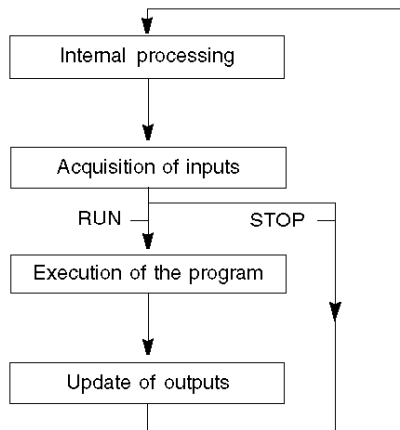 Internal processing
Acquisition of inputs
RUN
STOP
Execution of the program
Update of outputs